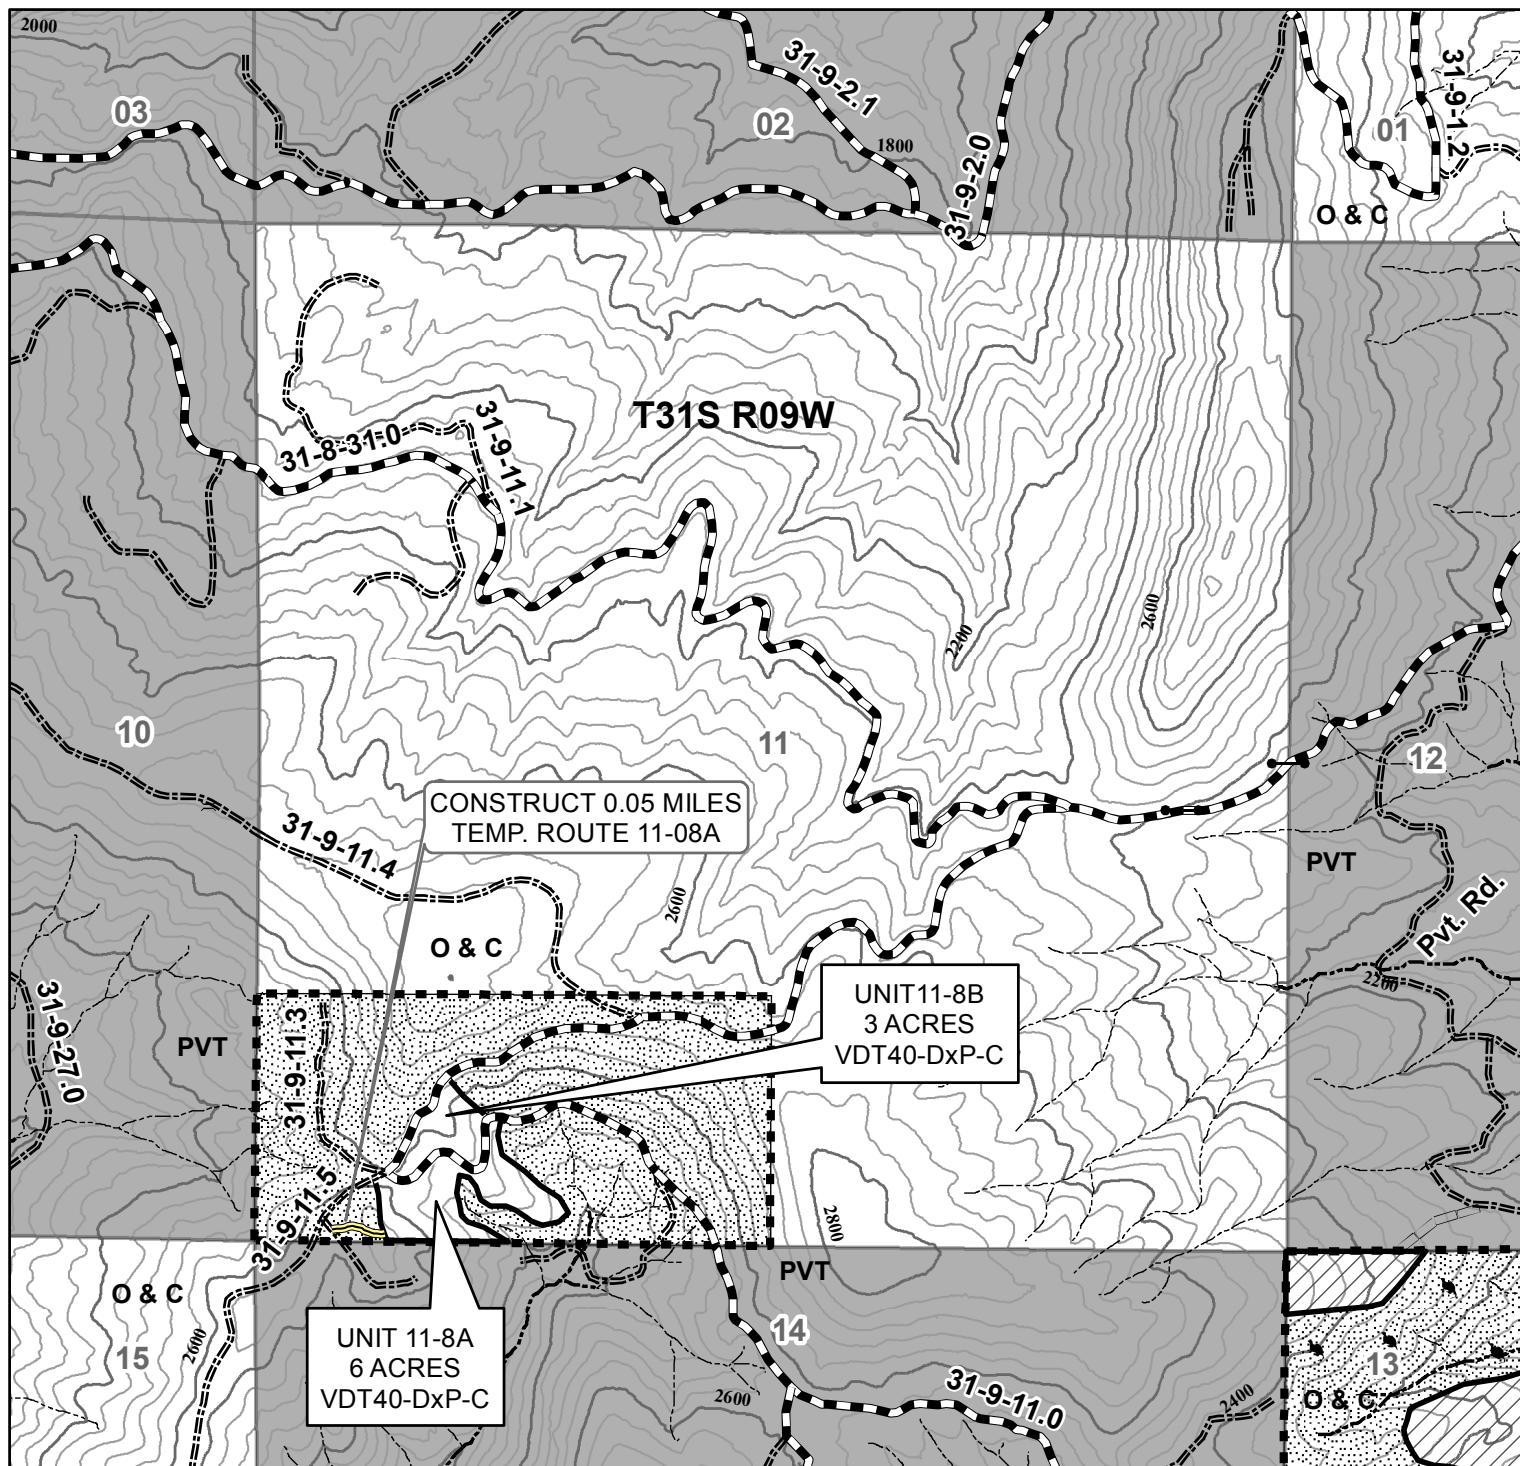 2000
03
31-9-2.1
02
1800
31-9-2.0
31-9-1.2
01
O & C
T31S R09W
31-8-31.0
31-9-11.1
2200
2600
10
11
12
CONSTRUCT 0.05 MILES
TEMP. ROUTE 11-08A
31-9-11.4
2600
PVT
Pvt. Rd.
2200
O & C
UNIT11-8B
3 ACRES
VDT40-DxP-C
31-9-27.0
PVT
31-9-11.3
31-9-11.5
2800
PVT
O & C
15
2600
UNIT 11-8A
6 ACRES
VDT40-DxP-C
14
2600
31-9-11.0
2400
13
O & C